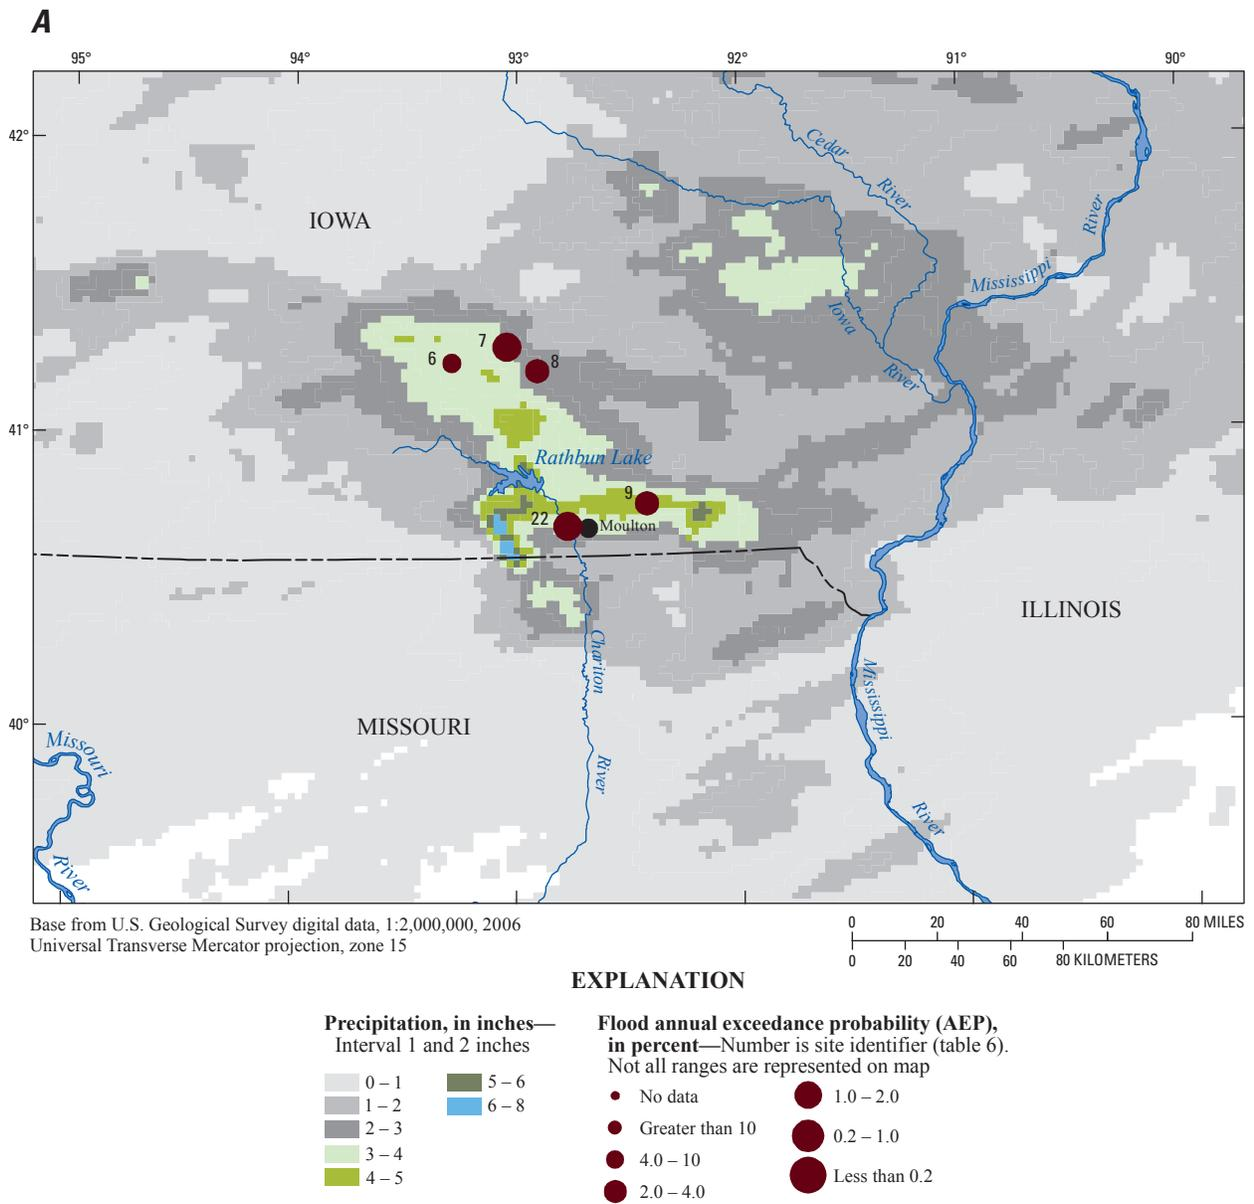 A
95° 94° 93° 92° 91° 90°
42°
Cedar
River
IOWA
River
Mississippi
Iowa
7
6
8
River
41°
Rathbun Lake
9
22
Moulton
ILLINOIS
Chariton
Mississippi
MISSOURI
40°
Missouri
River
River
River
Base from U.S. Geological Survey digital data, 1:2,000,000, 2006
Universal Transverse Mercator projection, zone 15
0 20 40 60 80 MILES
0 20 40 60 80 KILOMETERS
EXPLANATION
Precipitation, in inches—
Interval 1 and 2 inches
0 – 1
1 – 2
2 – 3
3 – 4
4 – 5
5 – 6
6 – 8
Flood annual exceedance probability (AEP),
in percent—Number is site identifier (table 6).
Not all ranges are represented on map
No data
Greater than 10
4.0 – 10
2.0 – 4.0
1.0 – 2.0
0.2 – 1.0
Less than 0.2